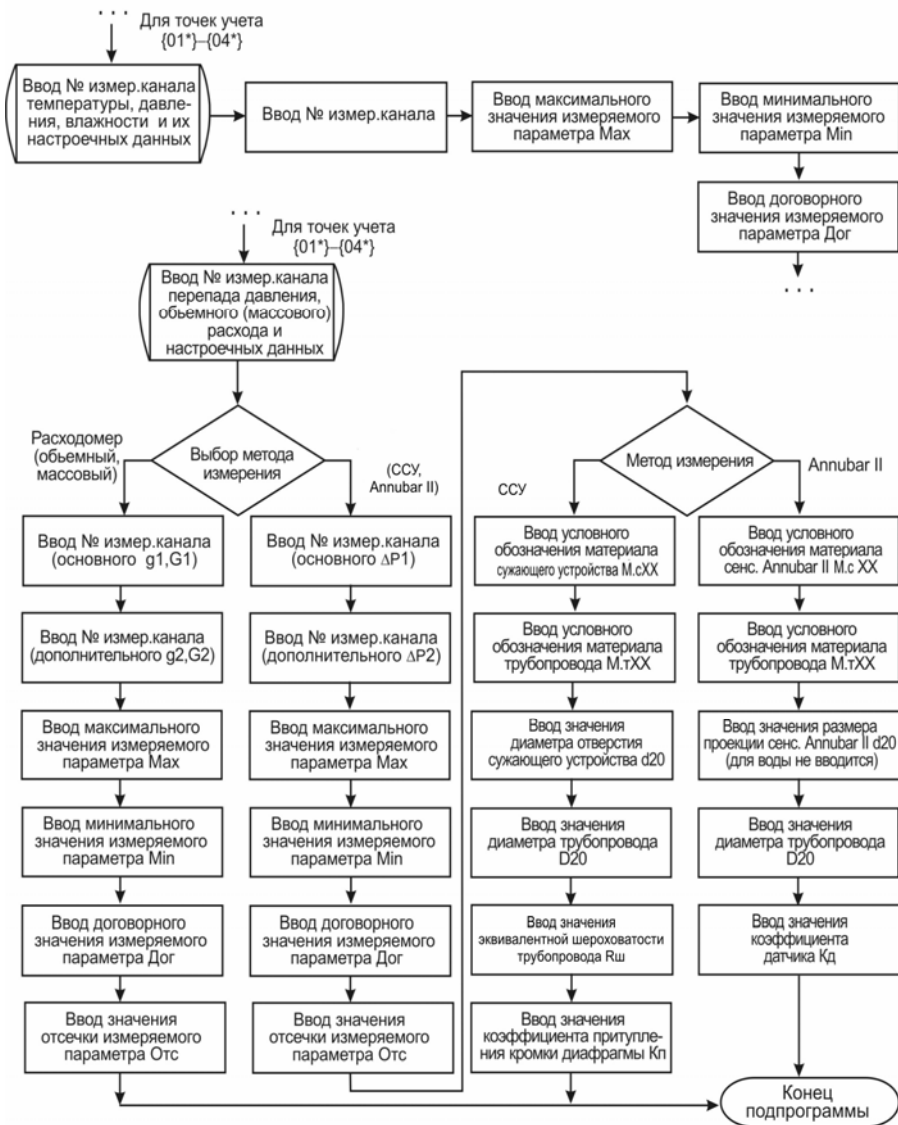 . . .
Для точек учета
{01*}–{04*}
Ввод № измер.канала
температуры, давле-
ния, влажности и их
настроечных данных
Ввод № измер.канала
Ввод максимального
значения измеряемого
параметра Max
Ввод минимального
значения измеряемого
параметра Min
Ввод договорного
значения измеряемого
параметра Дог
. . .
. . .
Для точек учета
{01*}–{04*}
Ввод № измер.канала
перепада давления,
обьемного (массового)
расхода и
настроечных данных
Выбор метода
измерения
Расходомер
(обьемный,
массовый)
(ССУ,
Annubar II)
Ввод № измер.канала
(основного g1,G1)
Ввод № измер.канала
(дополнительного g2,G2)
Ввод максимального
значения измеряемого
параметра Max
Ввод минимального
значения измеряемого
параметра Min
Ввод договорного
значения измеряемого
параметра Дог
Ввод значения
отсечки измеряемого
параметра Отс
Ввод № измер.канала
(основного ΔP1)
Ввод № измер.канала
(дополнительного ΔP2)
Ввод максимального
значения измеряемого
параметра Max
Ввод минимального
значения измеряемого
параметра Min
Ввод договорного
значения измеряемого
параметра Дог
Ввод значения
отсечки измеряемого
параметра Отс
Метод измерения
ССУ
Annubar II
Ввод условного
обозначения материала
сужающего устройства М.сХХ
Ввод условного
обозначения материала
трубопровода М.тХХ
Ввод значения
диаметра отверстия
сужающего устройства d20
Ввод значения
диаметра трубопровода
D20
Ввод значения
эквивалентной шероховатости
трубопровода Rш
Ввод значения
коэффициента притупле-
ления кромки диафрагмы Кп
Ввод условного
обозначения материала
сенс. Annubar II М.с ХХ
Ввод условного
обозначения материала
трубопровода М.тХХ
Ввод значения размера
проекции сенс. Annubar II d20
(для воды не вводится)
Ввод значения
диаметра трубопровода
D20
Ввод значения
коэффициента
датчика Кд
Конец
подпрограммы